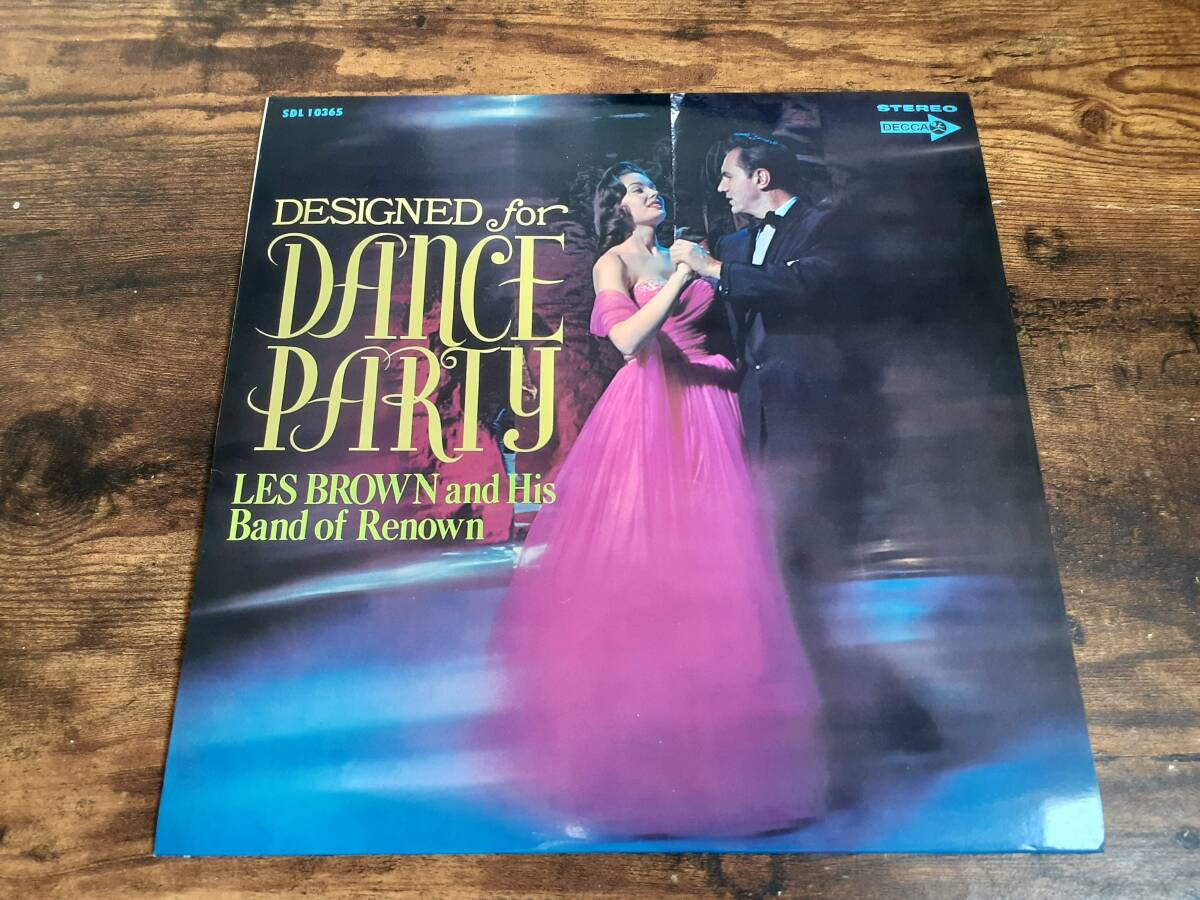 SDL 10365
STEREO
DECCA
DESIGNED for
DANCE
PARTY
LES BROWN and His
Band of Renown